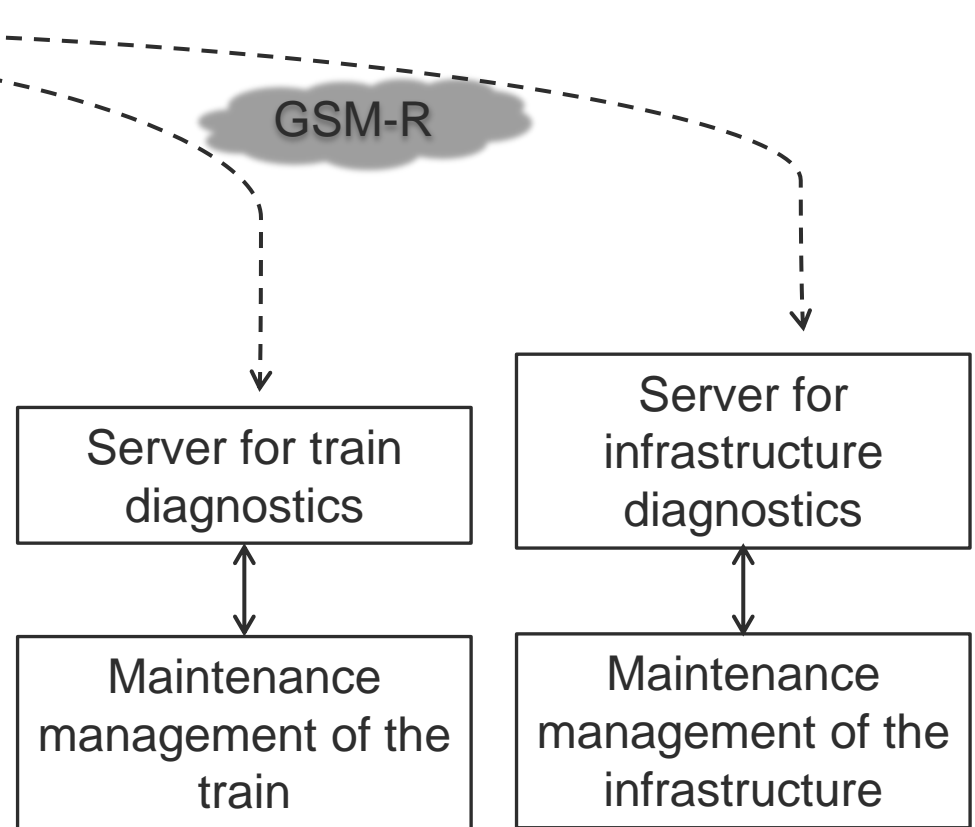 GSM-R
Server for train
diagnostics
Server for
infrastructure
diagnostics
Maintenance
management of the
train
Maintenance
management of the
infrastructure